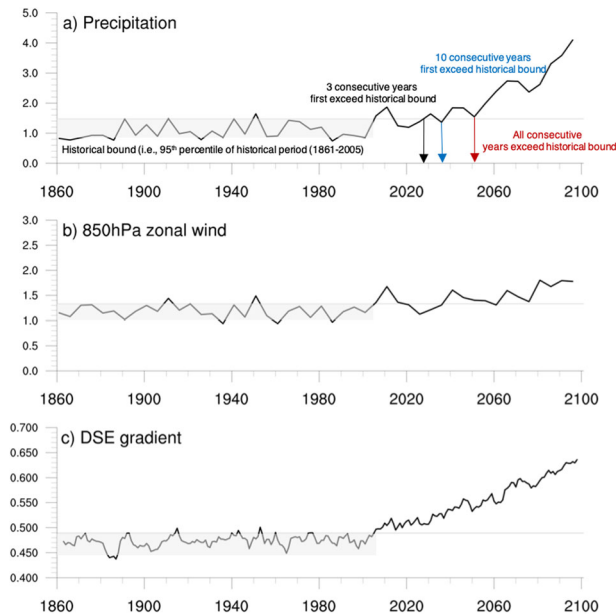 a) Precipitation
5.0
4.0
3.0
2.0
1.0
0.0
10 consecutive years
first exceed historical bound
3 consecutive years
first exceed historical bound
All consecutive
years exceed historical bound
Historical bound (i.e., 95th percentile of historical period (1861-2005)
1860 1900 1940 1980 2020 2060 2100
b) 850hPa zonal wind
3.0
2.5
2.0
1.5
1.0
0.5
0.0
1860 1900 1940 1980 2020 2060 2100
c) DSE gradient
0.700
0.650
0.600
0.550
0.500
0.450
0.400
1860 1900 1940 1980 2020 2060 2100